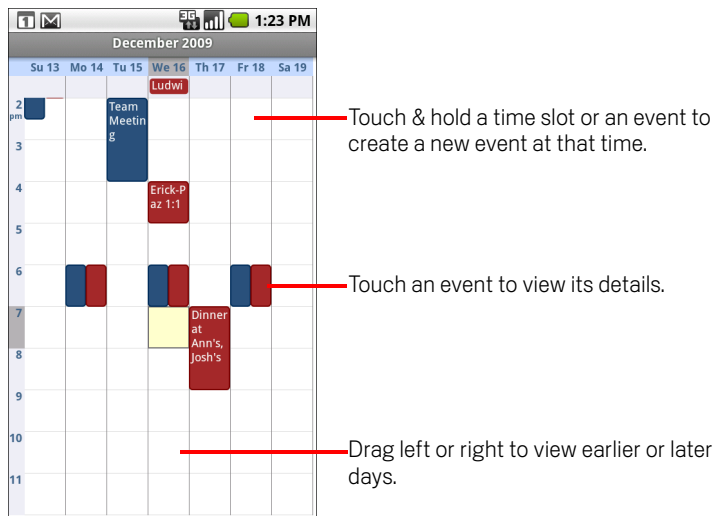 1 3G 1:23 PM
December 2009
Su 13 Mo 14 Tu 15 We 16 Th 17 Fr 18 Sa 19
Ludwi
2
pm
Team
Meetin
g
3
4
Erick-P
az 1:1
5
6
7
Dinner
at
Ann's,
Josh's
8
9
10
11
Touch & hold a time slot or an event to
create a new event at that time.
Touch an event to view its details.
Drag left or right to view earlier or later
days.